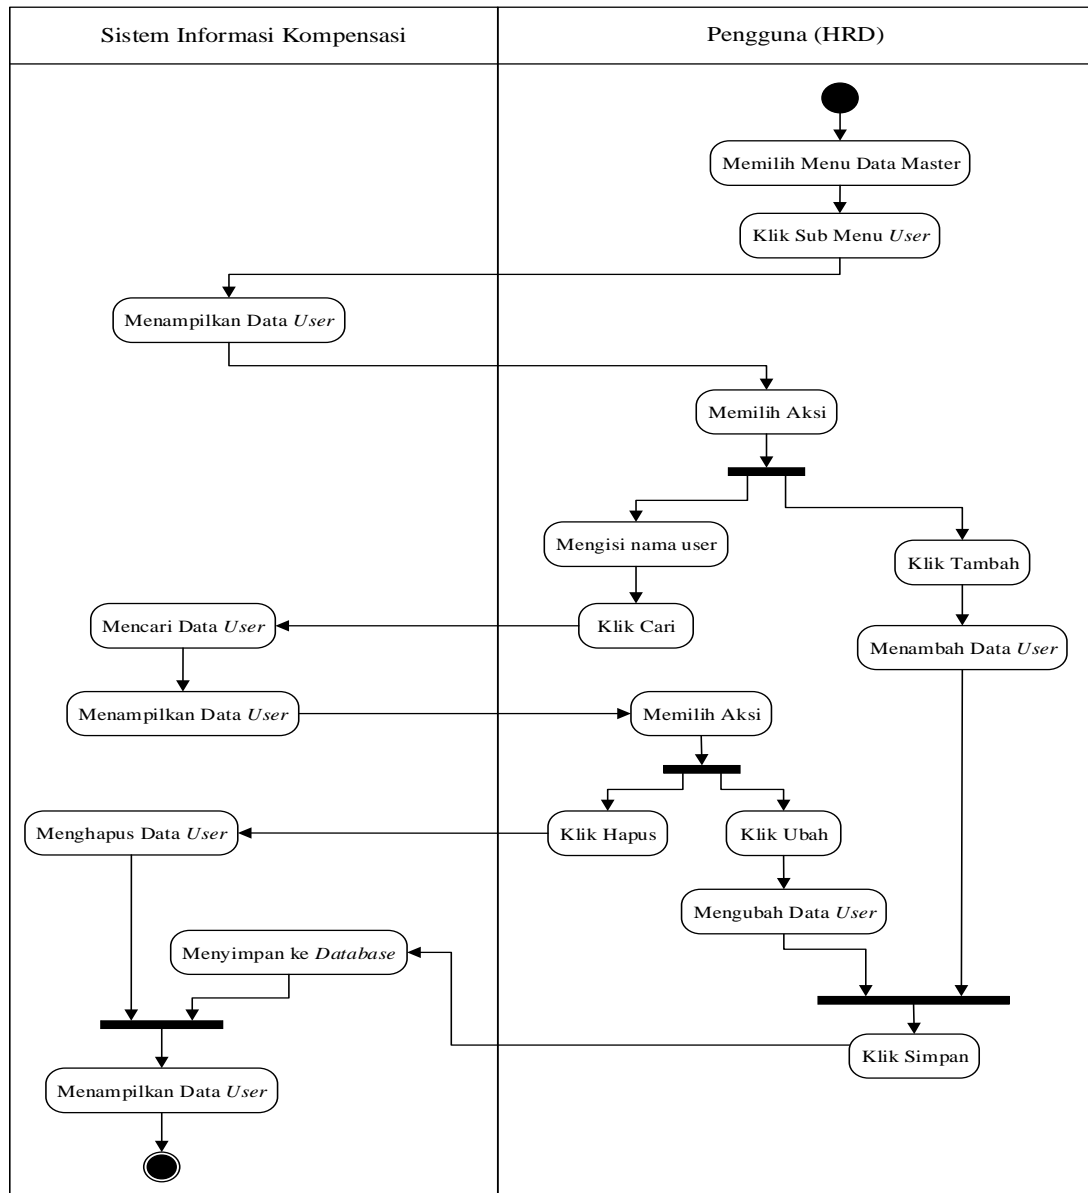 Sistem Informasi Kompensasi
Pengguna (HRD)
Memilih Menu Data Master
Klik Sub Menu User
Menampilkan Data User
Memilih Aksi
Mengisi nama user
Klik Tambah
Mencari Data User
Klik Cari
Menambah Data User
Menampilkan Data User
Memilih Aksi
Menghapus Data User
Klik Hapus
Klik Ubah
Mengubah Data User
Menyimpan ke Database
Klik Simpan
Menampilkan Data User